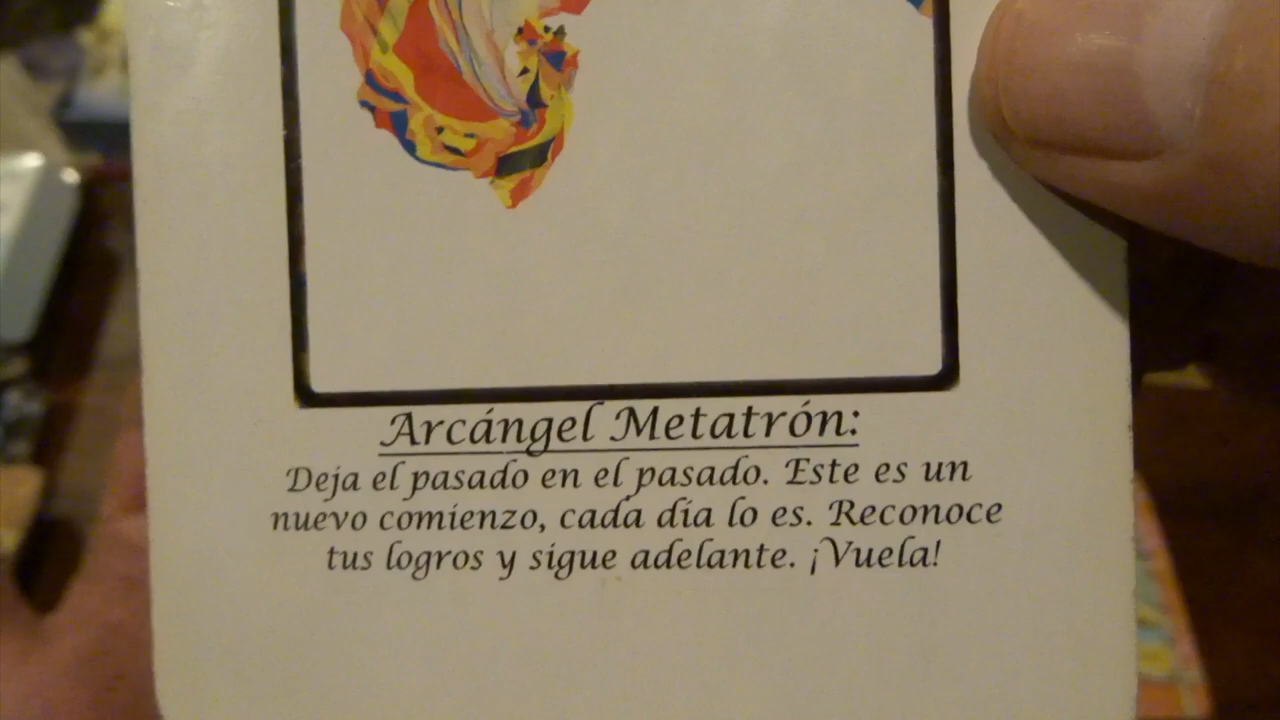 Arcángel Metatrón:
Deja el pasado en el pasado. Este es un
nuevo comienzo, cada día lo es. Reconoce
tus logros y sigue adelante. ¡Vuela!